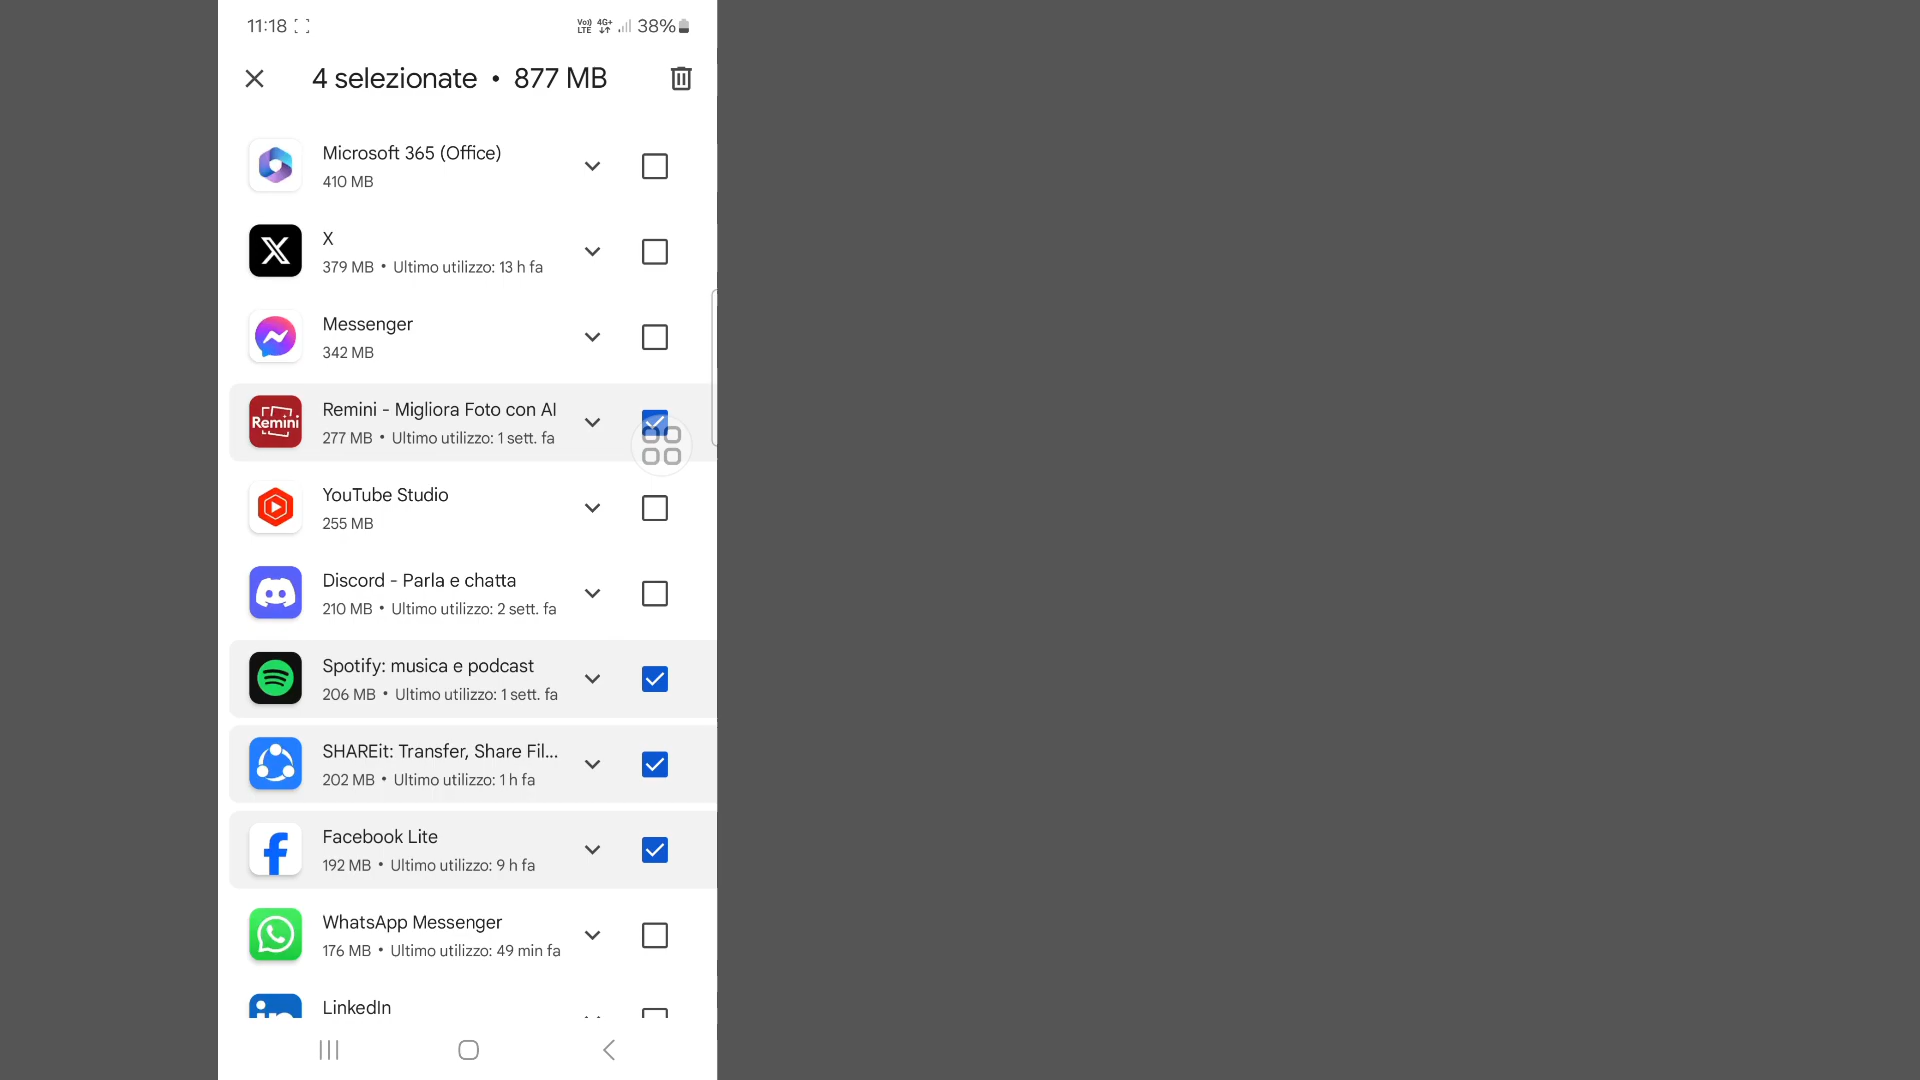 11:18 Vo)) LTE 4G+ 38%
4 selezionate • 877 MB
Microsoft 365 (Office)
410 MB
X
379 MB • Ultimo utilizzo: 13 h fa
Messenger
342 MB
Remini
Remini - Migliora Foto con AI
277 MB • Ultimo utilizzo: 1 sett. fa
YouTube Studio
255 MB
Discord - Parla e chatta
210 MB • Ultimo utilizzo: 2 sett. fa
Spotify: musica e podcast
206 MB • Ultimo utilizzo: 1 sett. fa
SHAREit: Transfer, Share Fil...
202 MB • Ultimo utilizzo: 1 h fa
Facebook Lite
192 MB • Ultimo utilizzo: 9 h fa
WhatsApp Messenger
176 MB • Ultimo utilizzo: 49 min fa
in
LinkedIn